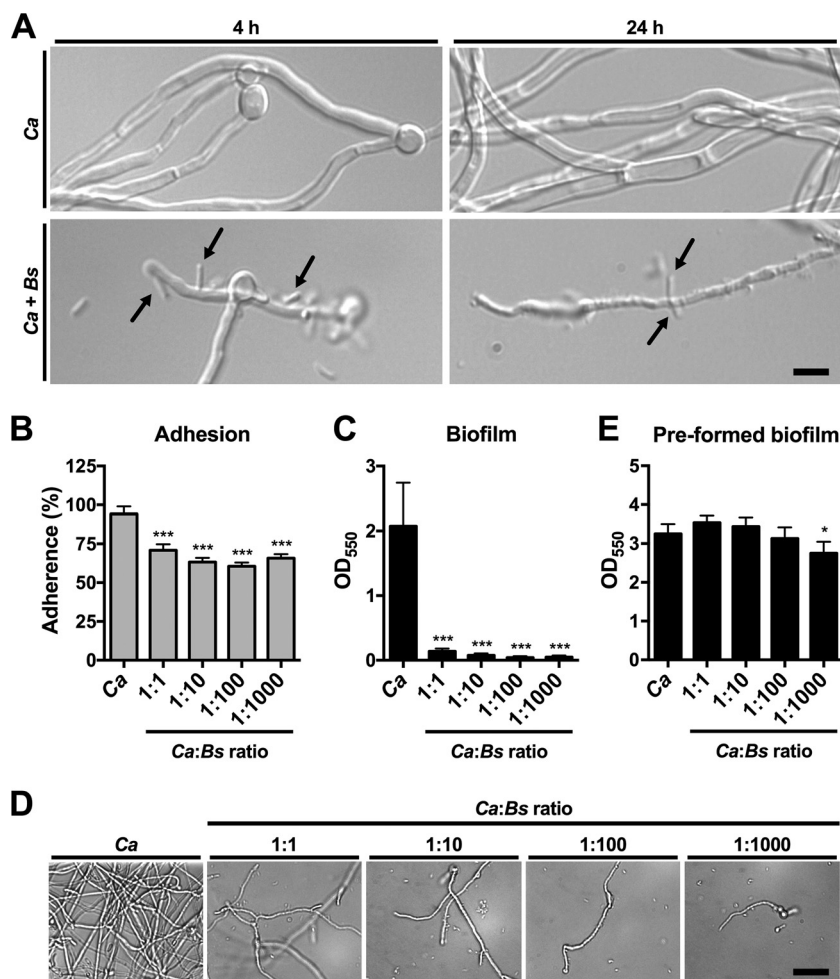 A
4 h
24 h
Ca
Ca + Bs
B
Adhesion
Adherence (%)
125
100
75
50
25
0
***
***
***
***
Ca
1:1
1:10
1:100
1:1000
Ca:Bs ratio
C
Biofilm
OD550
3
2
1
0
***
***
***
***
Ca
1:1
1:10
1:100
1:1000
Ca:Bs ratio
E
Pre-formed biofilm
OD550
5
4
3
2
1
0
*
Ca
1:1
1:10
1:100
1:1000
Ca:Bs ratio
D
Ca:Bs ratio
Ca
1:1
1:10
1:100
1:1000